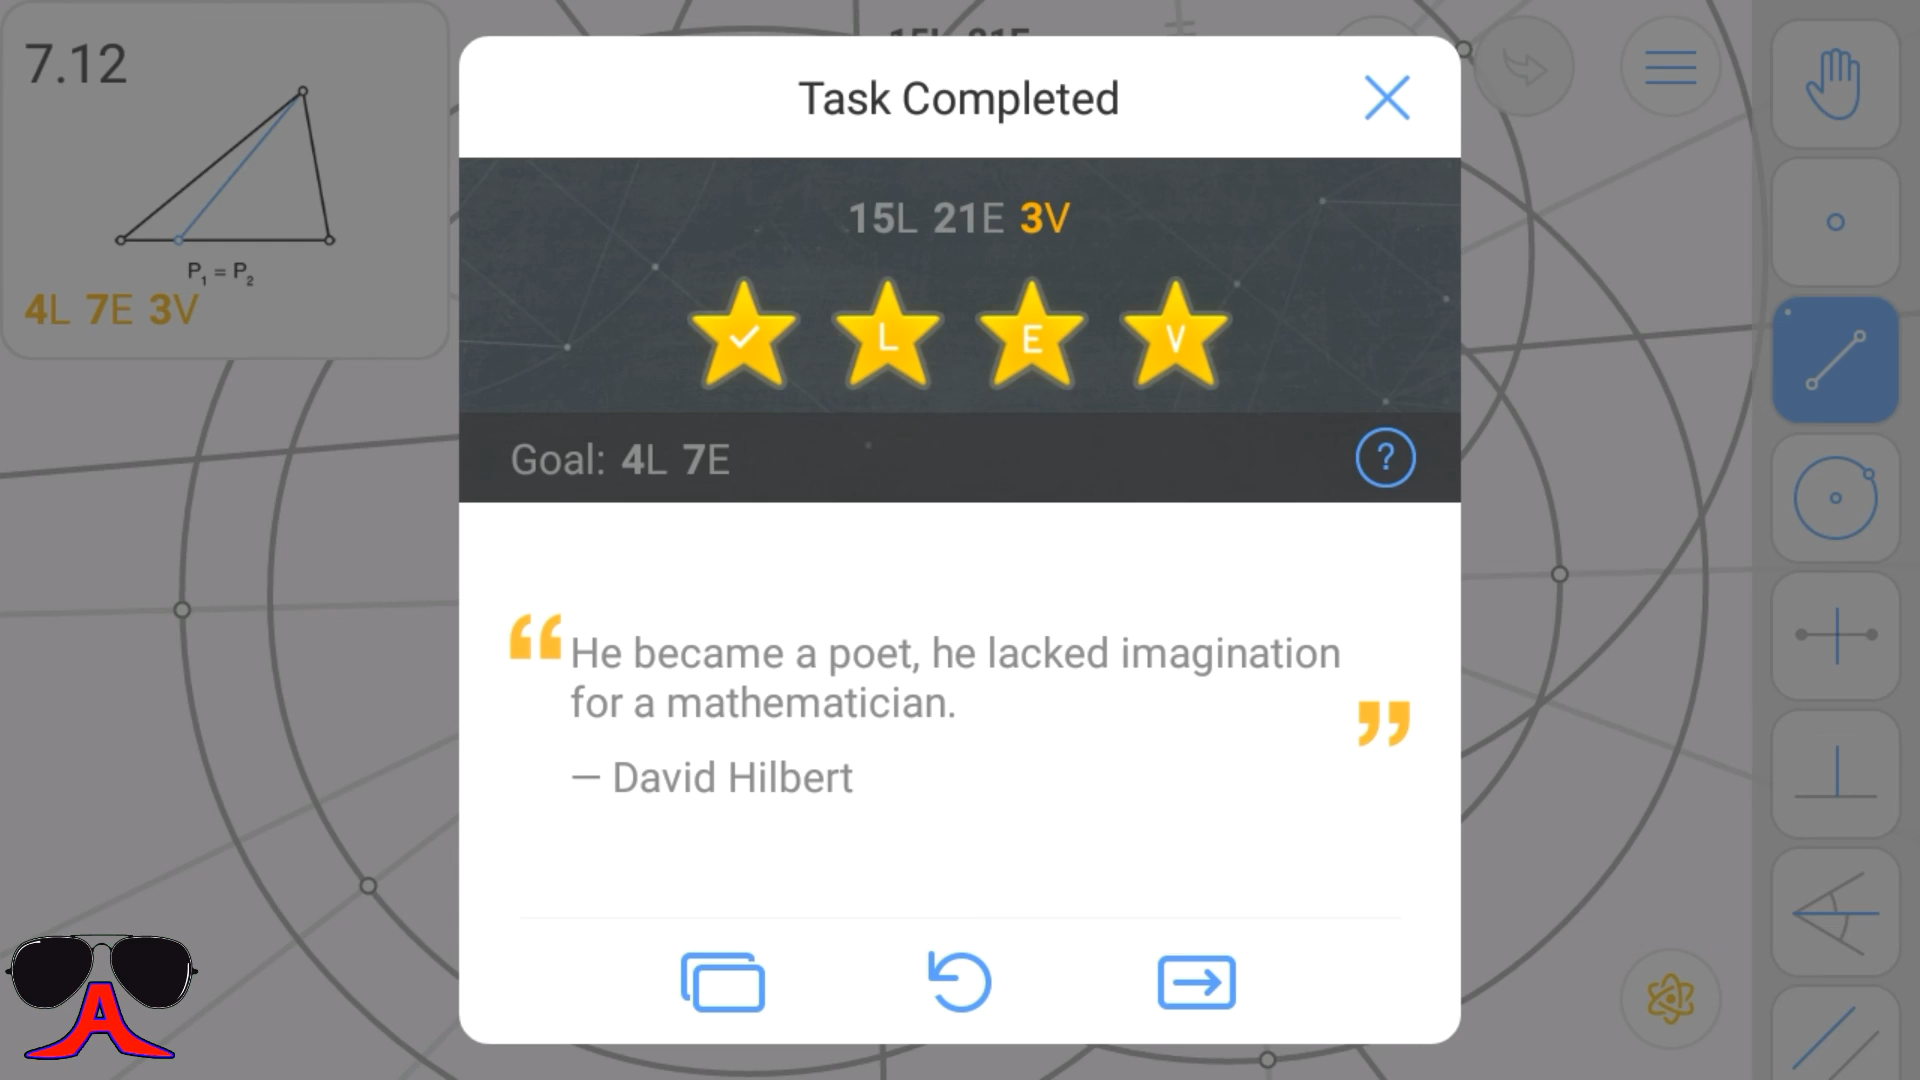 7.12
P₁ = P₂
4L 7E 3V
Task Completed
15L 21E 3V
L
E
V
Goal: 4L 7E
?
“He became a poet, he lacked imagination
for a mathematician.”
— David Hilbert
A